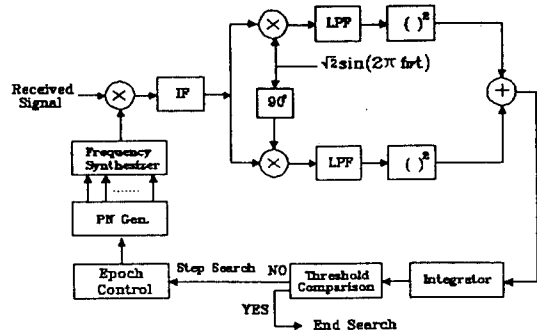 LPF
( )²
√2sin(2π fwt)
Received
Signal
IF
90°
Frequency
Synthesizer
LPF
( )²
PN Gen.
Epoch
Control
Step Search NO
Threshold
Comparison
Integrator
YES
End Search